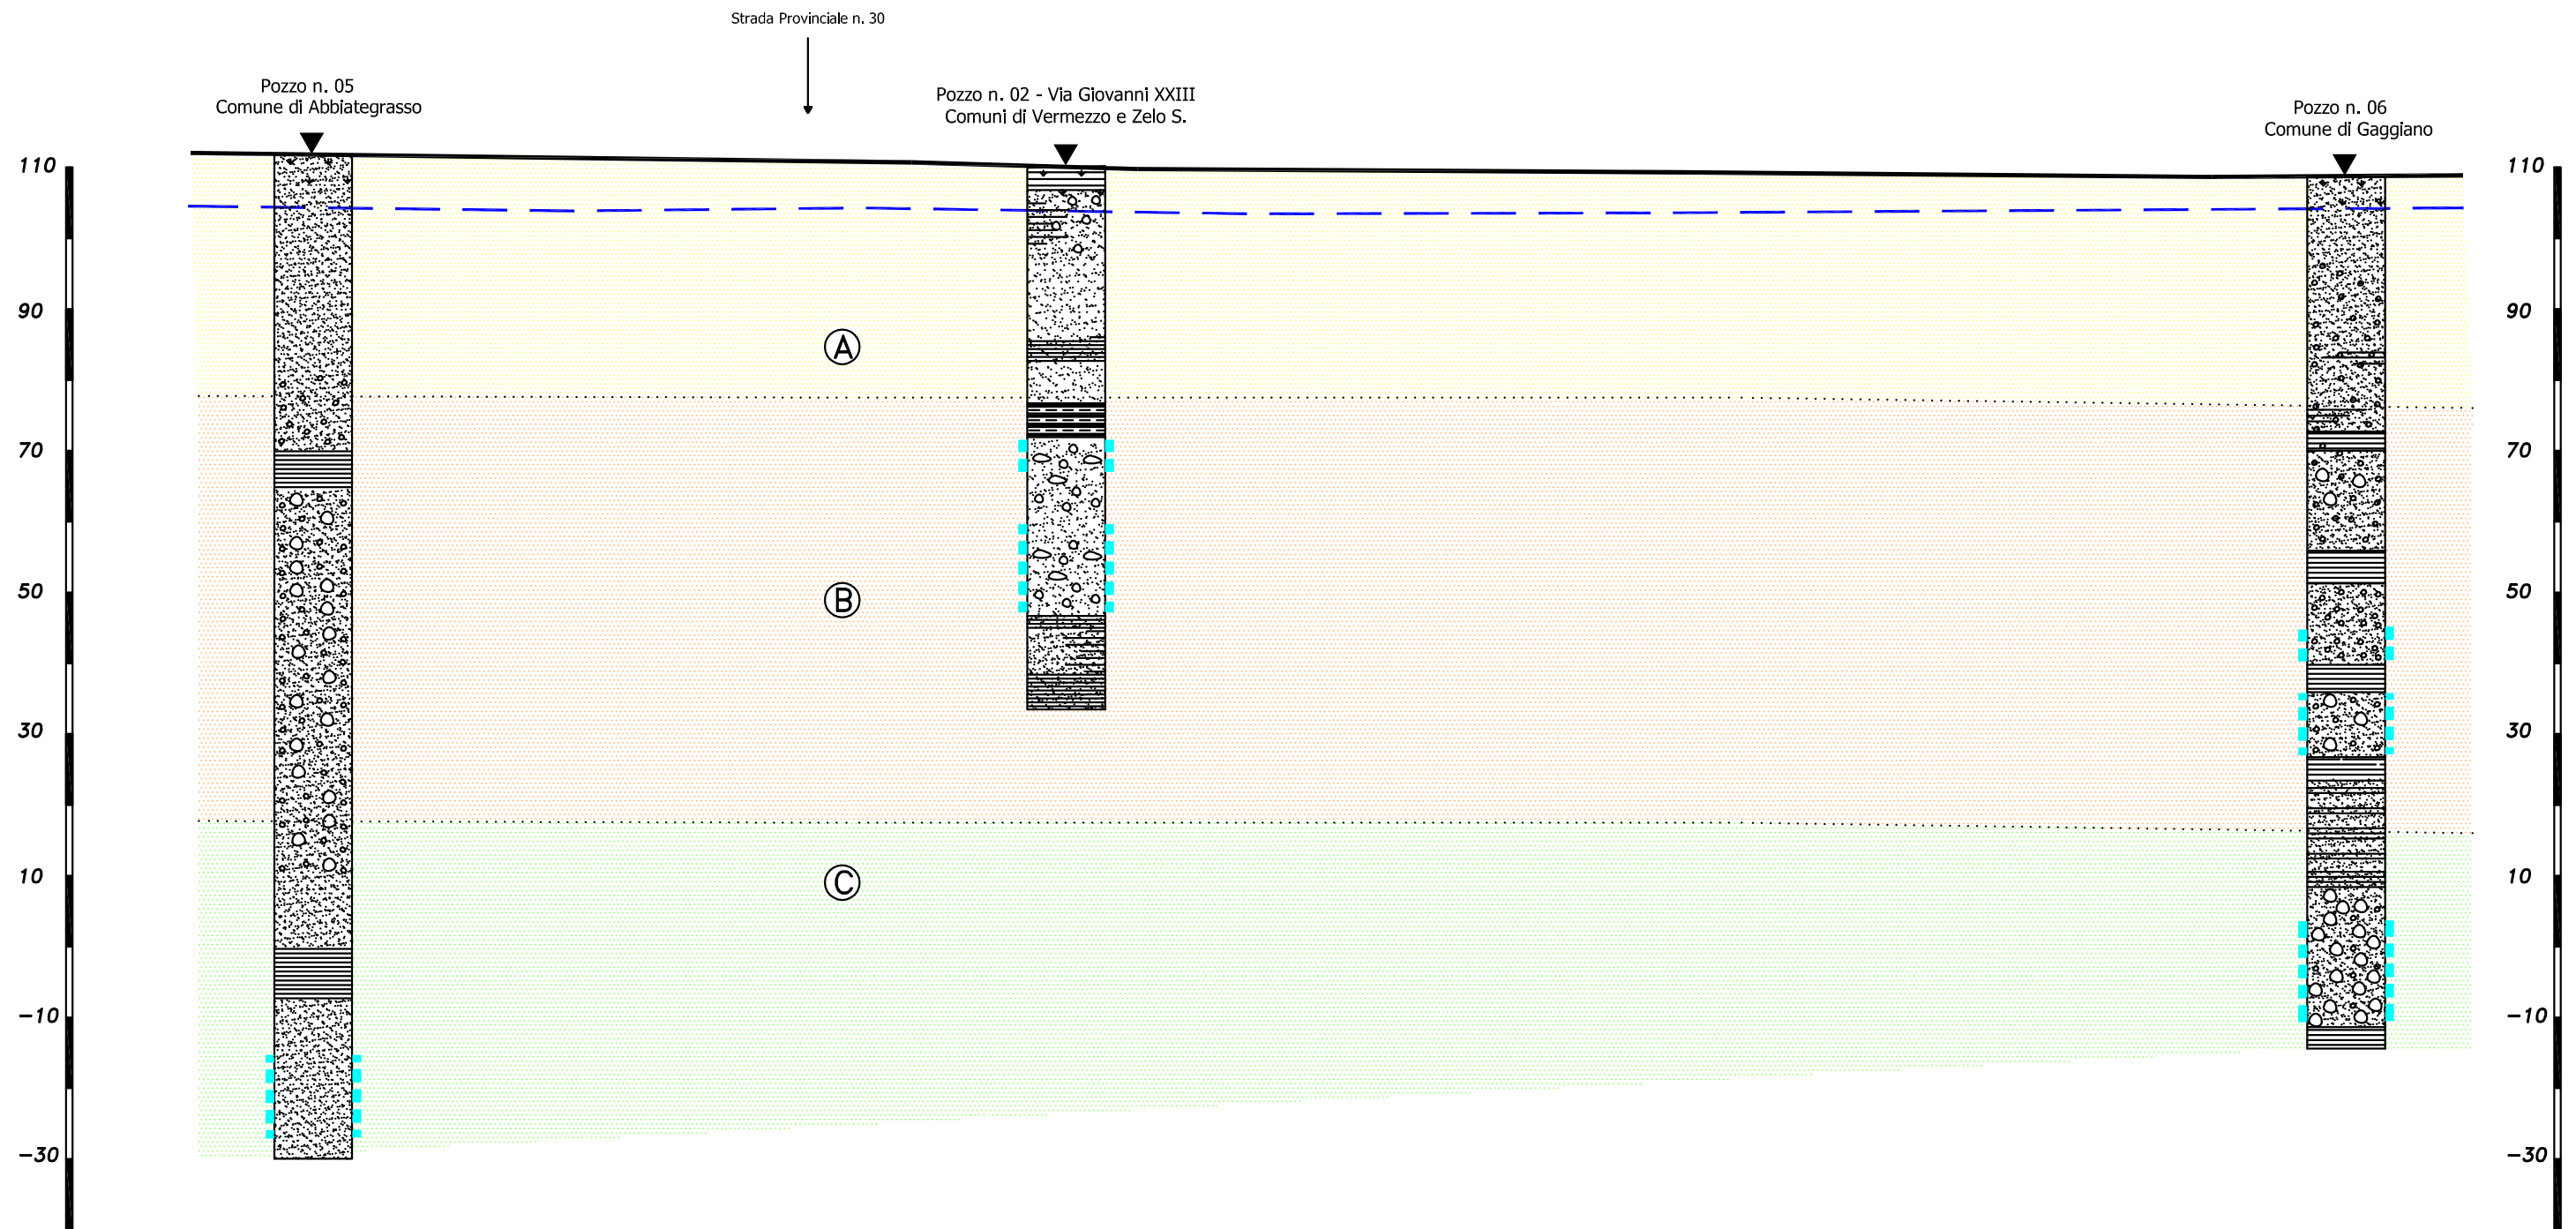 Strada Provinciale n. 30
Pozzo n. 05
Comune di Abbiategrasso
Pozzo n. 02 - Via Giovanni XXIII
Comuni di Vermezzo e Zelo S.
Pozzo n. 06
Comune di Gaggiano
110
110
90
90
A
70
70
50
50
B
30
30
10
10
C
-10
-10
-30
-30